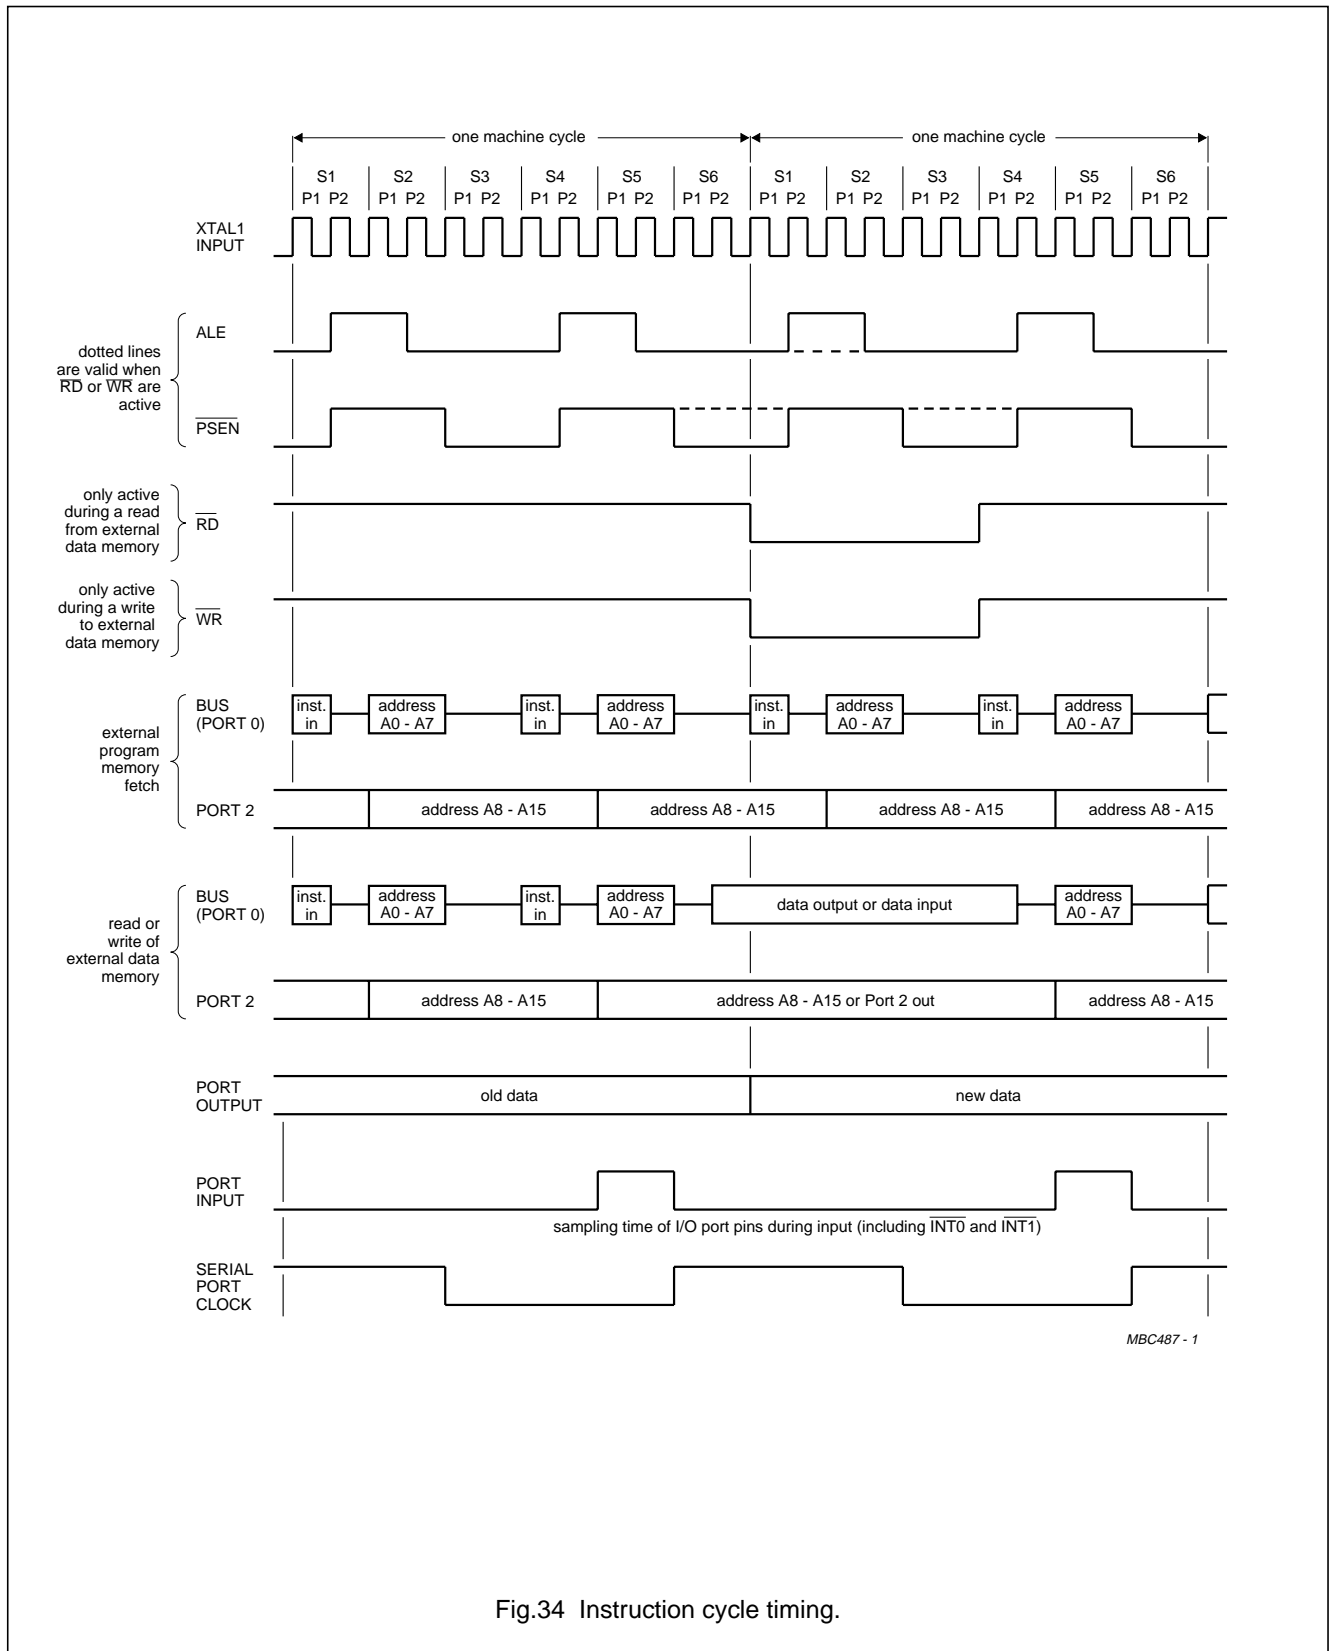 one machine cycle one machine cycle
S1 S2 S3 S4 S5 S6 S1 S2 S3 S4 S5 S6
P1 P2 P1 P2 P1 P2 P1 P2 P1 P2 P1 P2 P1 P2 P1 P2 P1 P2 P1 P2 P1 P2 P1 P2
XTAL1
INPUT
dotted lines
are valid when
RD or WR are
active
ALE
PSEN
only active
during a read
from external
data memory
RD
only active
during a write
to external
data memory
WR
external
program
memory
fetch
BUS
(PORT 0)
inst.
in
address
A0 - A7
inst.
in
address
A0 - A7
inst.
in
address
A0 - A7
inst.
in
address
A0 - A7
PORT 2
address A8 - A15 address A8 - A15 address A8 - A15 address A8 - A15
read or
write of
external data
memory
BUS
(PORT 0)
inst.
in
address
A0 - A7
inst.
in
address
A0 - A7
data output or data input
address
A0 - A7
PORT 2
address A8 - A15 address A8 - A15 or Port 2 out address A8 - A15
PORT
OUTPUT
old data new data
PORT
INPUT
sampling time of I/O port pins during input (including INT0 and INT1)
SERIAL
PORT
CLOCK
MBC487 - 1
Fig.34 Instruction cycle timing.